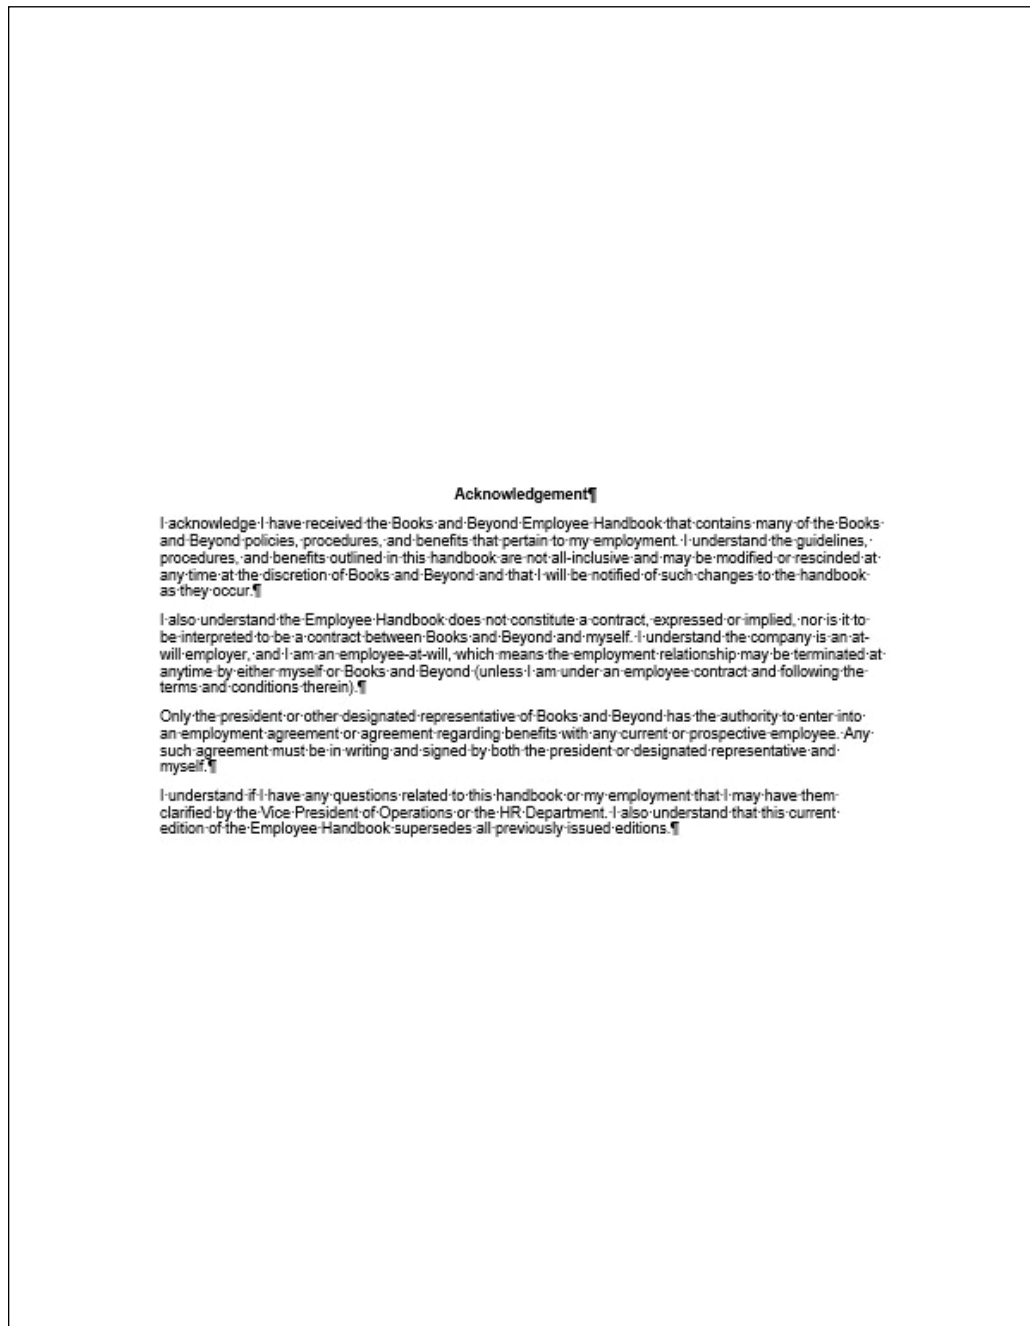 Acknowledgement¶
I·acknowledge·I·have·received·the·Books·and·Beyond·Employee·Handbook·that·contains·many·of·the·Books·
and·Beyond·policies,·procedures,·and·benefits·that·pertain·to·my·employment.·I·understand·the·guidelines,·
procedures,·and·benefits·outlined·in·this·handbook·are·not·all-inclusive·and·may·be·modified·or·rescinded·at·
any·time·at·the·discretion·of·Books·and·Beyond·and·that·I·will·be·notified·of·such·changes·to·the·handbook·
as·they·occur.¶
I·also·understand·the·Employee·Handbook·does·not·constitute·a·contract,·expressed·or·implied,·nor·is·it·to·
be·interpreted·to·be·a·contract·between·Books·and·Beyond·and·myself.·I·understand·the·company·is·an·at-
will·employer,·and·I·am·an·employee-at-will,·which·means·the·employment·relationship·may·be·terminated·at·
anytime·by·either·myself·or·Books·and·Beyond·(unless·I·am·under·an·employee·contract·and·following·the·
terms·and·conditions·therein).¶
Only·the·president·or·other·designated·representative·of·Books·and·Beyond·has·the·authority·to·enter·into·
an·employment·agreement·or·agreement·regarding·benefits·with·any·current·or·prospective·employee.·Any·
such·agreement·must·be·in·writing·and·signed·by·both·the·president·or·designated·representative·and·
myself.¶
I·understand·if·I·have·any·questions·related·to·this·handbook·or·my·employment·that·I·may·have·them·
clarified·by·the·Vice·President·of·Operations·or·the·HR·Department.·I·also·understand·that·this·current·
edition·of·the·Employee·Handbook·supersedes·all·previously·issued·editions.¶